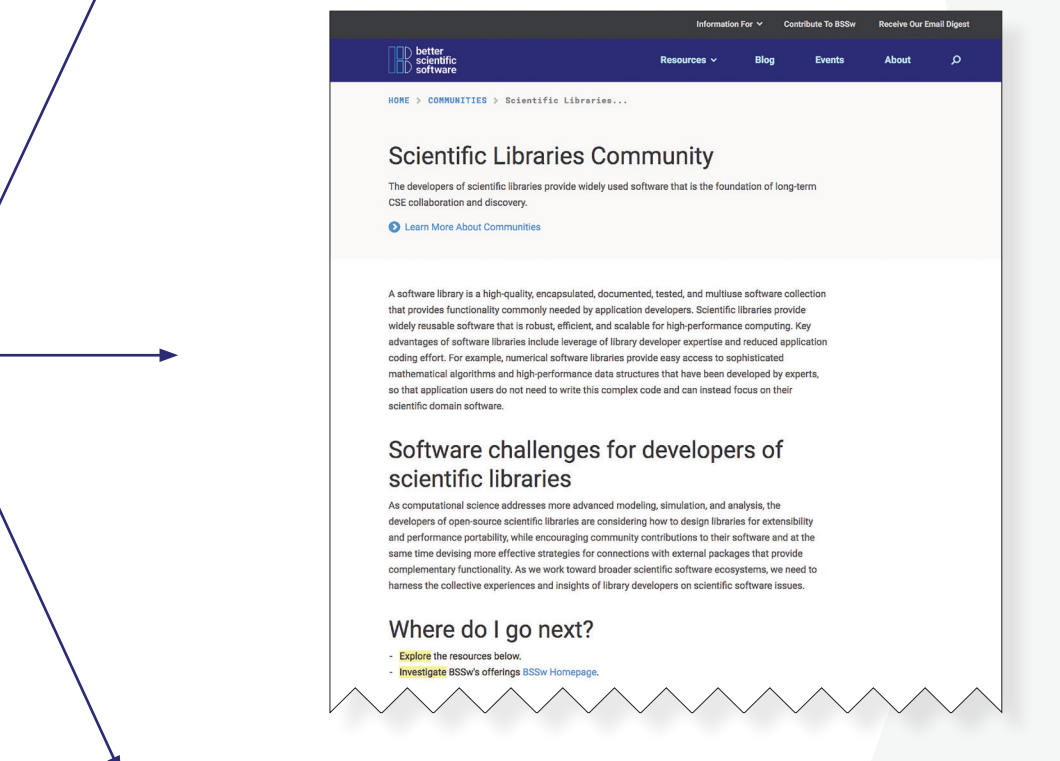 Information For Contribute To BSSw Receive Our Email Digest
better
scientific
software
Resources Blog Events About
HOME > COMMUNITIES > Scientific Libraries...
Scientific Libraries Community
The developers of scientific libraries provide widely used software that is the foundation of long-term
CSE collaboration and discovery.
Learn More About Communities
A software library is a high-quality, encapsulated, documented, tested, and multiuse software collection
that provides functionality commonly needed by application developers. Scientific libraries provide
widely reusable software that is robust, efficient, and scalable for high-performance computing. Key
advantages of software libraries include leverage of library developer expertise and reduced application
coding effort. For example, numerical software libraries provide easy access to sophisticated
mathematical algorithms and high-performance data structures that have been developed by experts,
so that application users do not need to write this complex code and can instead focus on their
scientific domain software.
Software challenges for developers of
scientific libraries
As computational science addresses more advanced modeling, simulation, and analysis, the
developers of open-source scientific libraries are considering how to design libraries for extensibility
and performance portability, while encouraging community contributions to their software and at the
same time devising more effective strategies for connections with external packages that provide
complementary functionality. As we work toward broader scientific software ecosystems, we need to
harness the collective experiences and insights of library developers on scientific software issues.
Where do I go next?
- Explore the resources below.
- Investigate BSSw's offerings BSSw Homepage.